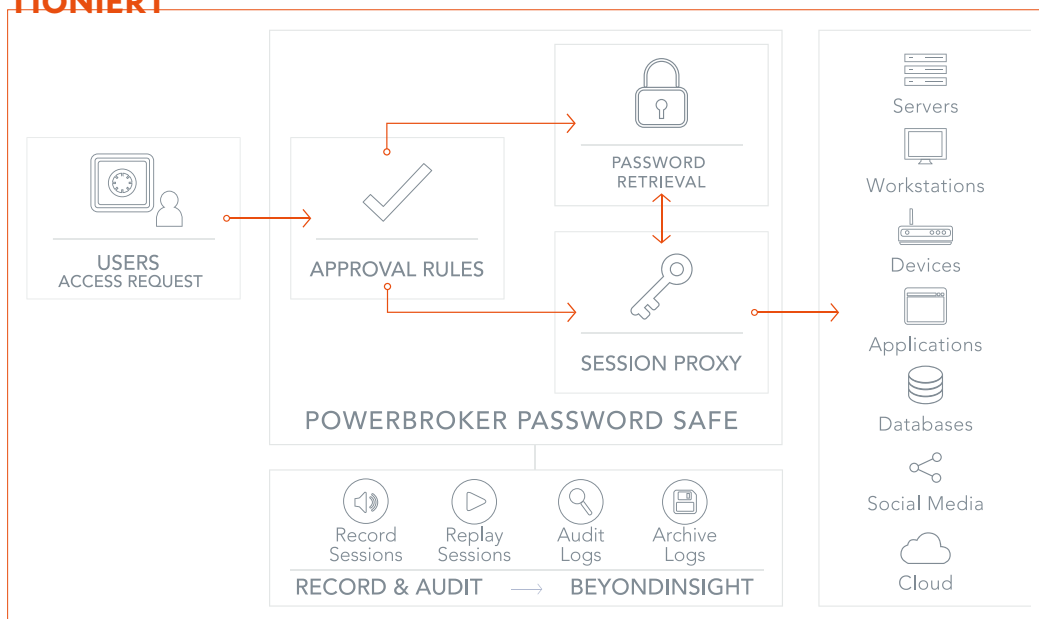 TIONIERT
USERS
ACCESS REQUEST
APPROVAL RULES
PASSWORD
RETRIEVAL
SESSION PROXY
POWERBROKER PASSWORD SAFE
Record
Sessions
Replay
Sessions
Audit
Logs
Archive
Logs
RECORD & AUDIT
BEYONDINSIGHT
Servers
Workstations
Devices
Applications
Databases
Social Media
Cloud